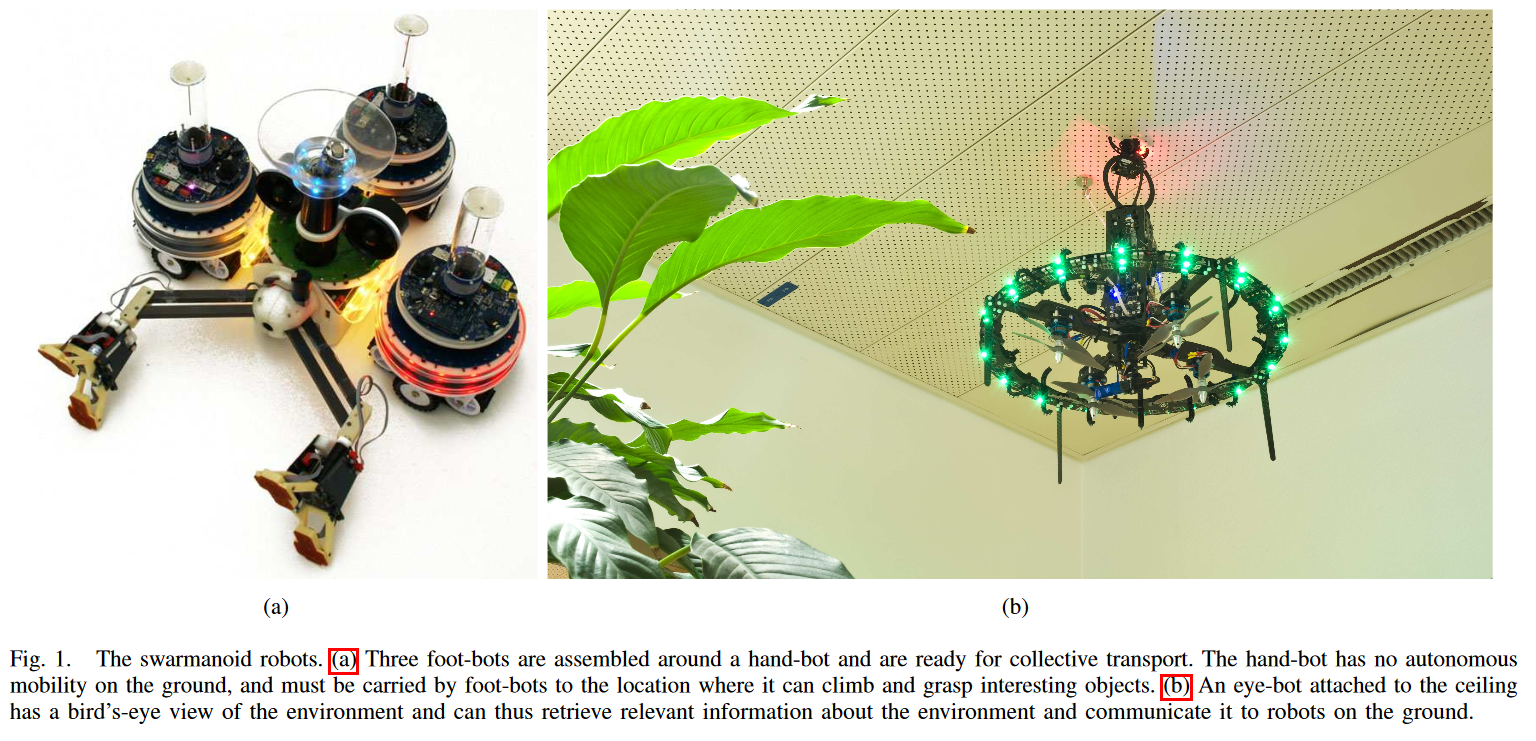 (a)
(b)
Fig. 1. The swarmanoid robots. (a) Three foot-bots are assembled around a hand-bot and are ready for collective transport. The hand-bot has no autonomous
mobility on the ground, and must be carried by foot-bots to the location where it can climb and grasp interesting objects. (b) An eye-bot attached to the ceiling
has a bird's-eye view of the environment and can thus retrieve relevant information about the environment and communicate it to robots on the ground.